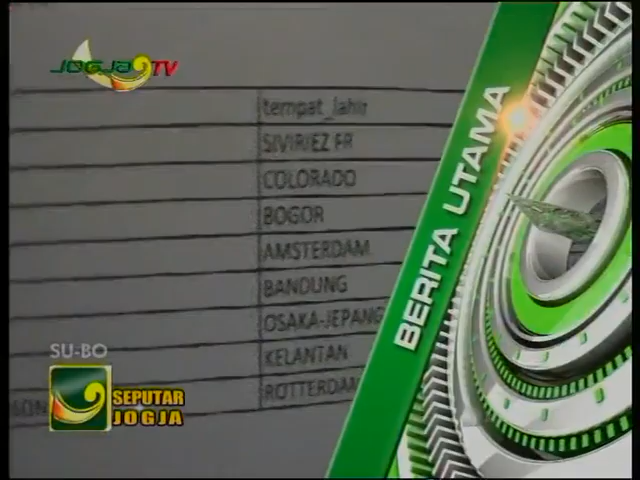 JOGJA TV
tempat_lahir
SIVIRIEZ FR
COLORADO
BOGOR
AMSTERDAM
BANDUNG
OSAKA-JEPANG
KELANTAN
ROTTERDAM
BERITA UTAMA
SU-BO
SEPUTAR
JOGJA